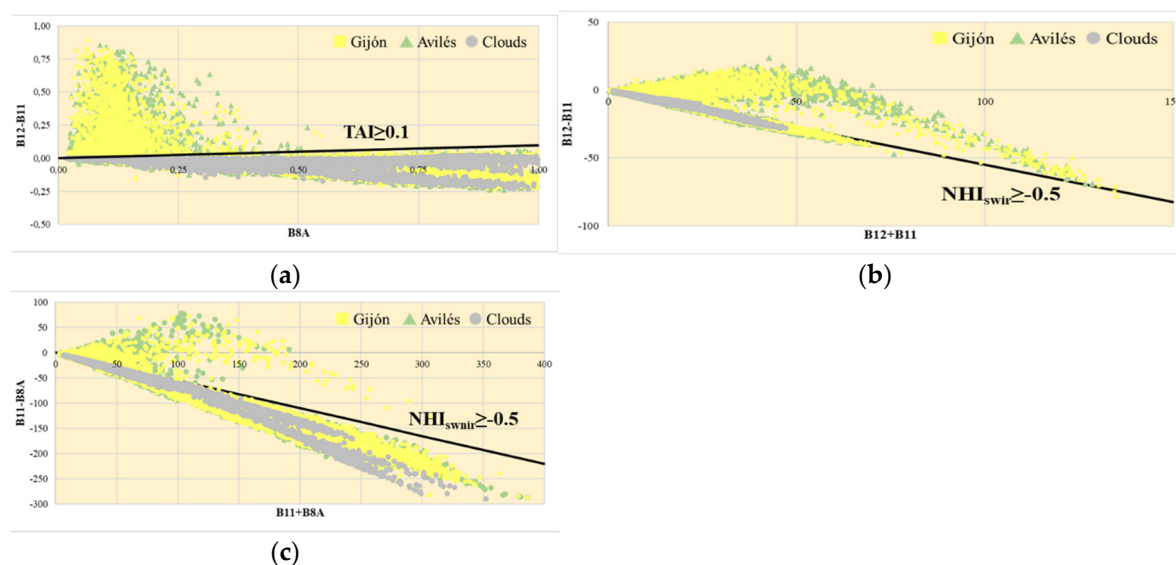 1,00
Gijón Avilés Clouds
0,75
0,50
B12-B11
0,25
TAI≥0.1
0,00
0,00 0,25 0,50 0,75 1,00
-0,25
-0,50
B8A
(a)
50
Gijón Avilés Clouds
0
0 50 100 150
B12-B11
-50
NHIswir≥-0.5
-100
B12+B11
(b)
100
Gijón Avilés Clouds
50
0
0 50 100 150 200 250 300 350 400
-50
B11-B8A
-100
NHIswnir≥-0.5
-150
-200
-250
-300
B11+B8A
(c)